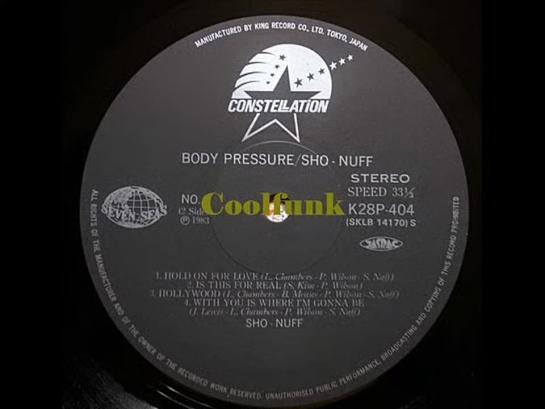 MANUFACTURED BY KING RECORD CO., LTD. TOKYO, JAPAN
CONSTELLATION
BODY PRESSURE/SHO-NUFF
STEREO
SPEED 33⅓
NO.
Coolfunk
K28P-404
(SKLB 14170) S
SEVEN SEAS
Side
℗ 1983
JASRAC
1. HOLD ON FOR LOVE (L. Chambers - P. Wilson - S. Nuff)
2. IS THIS FOR REAL (S. Kim - P. Wilson)
3. HOLLYWOOD (L. Chambers - B. Means - P. Wilson - S. Nuff)
4. WITH YOU IS WHERE I'M GONNA BE
(J. Lewis - L. Chambers - P. Wilson - S. Nuff)
SHO-NUFF
ALL RIGHTS OF THE MANUFACTURER AND OF THE OWNER OF THE RECORDED WORK RESERVED. UNAUTHORISED PUBLIC PERFORMANCE, BROADCASTING AND COPYING OF THIS RECORD PROHIBITED